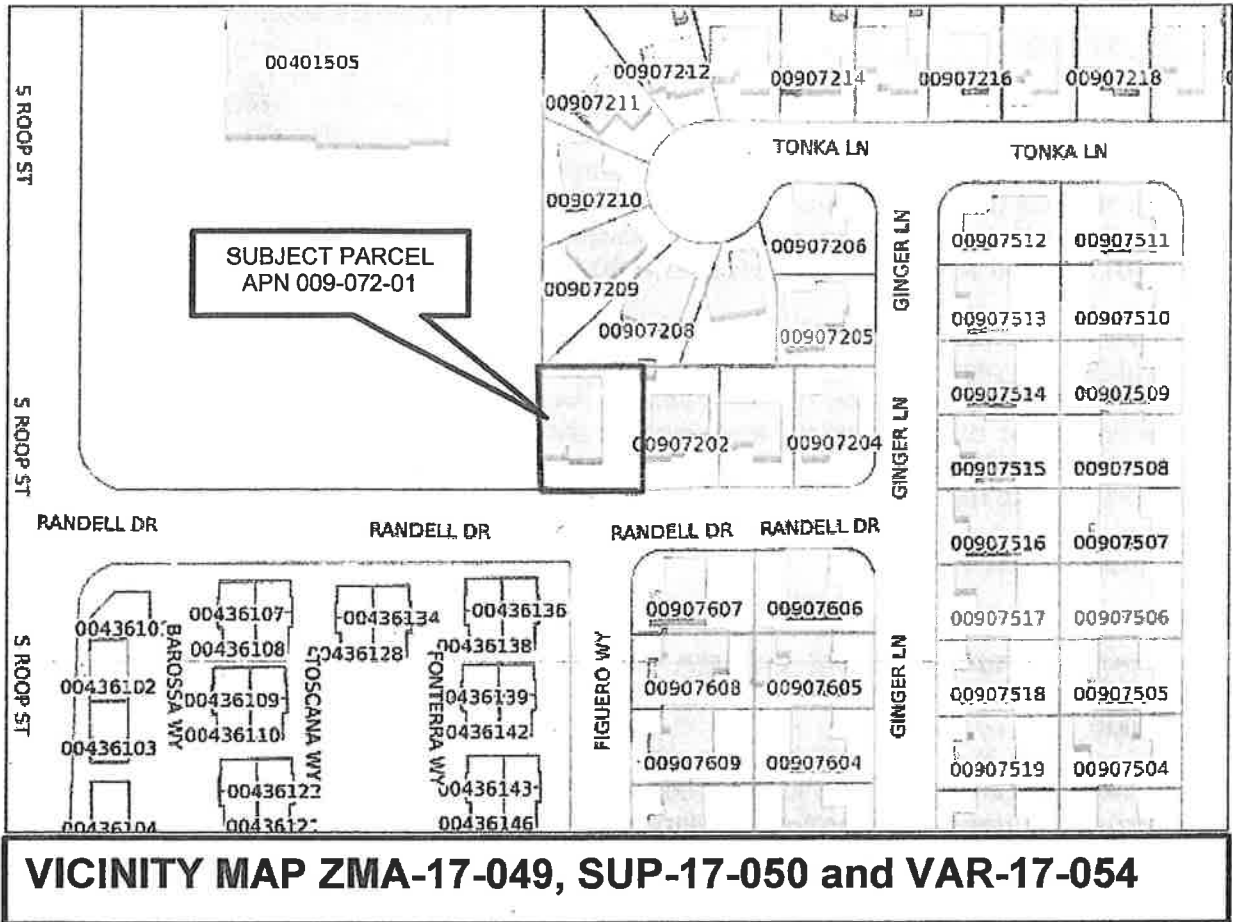 00401505
00907212
00907214
00907216
00907218
00907211
S ROOP ST
TONKA LN
TONKA LN
00907210
SUBJECT PARCEL
APN 009-072-01
00907206
GINGER LN
00907512
00907511
00907209
00907208
00907205
00907513
00907510
00907514
00907509
S ROOP ST
00907202
00907204
GINGER LN
00907515
00907508
RANDELL DR
RANDELL DR
RANDELL DR
RANDELL DR
00907516
00907507
00436107
00436134
00436136
00907607
00907606
00907517
00907506
00436108
00436128
00436138
S ROOP ST
BAROSSA WY
TOSCANA WY
FONTERRA WY
FIGUERO WY
GINGER LN
00436102
00436109
00436139
00907608
00907605
00907518
00907505
00436110
00436142
00436103
00907609
00907604
00907519
00907504
00436143
00436104
00436146
VICINITY MAP ZMA-17-049, SUP-17-050 and VAR-17-054